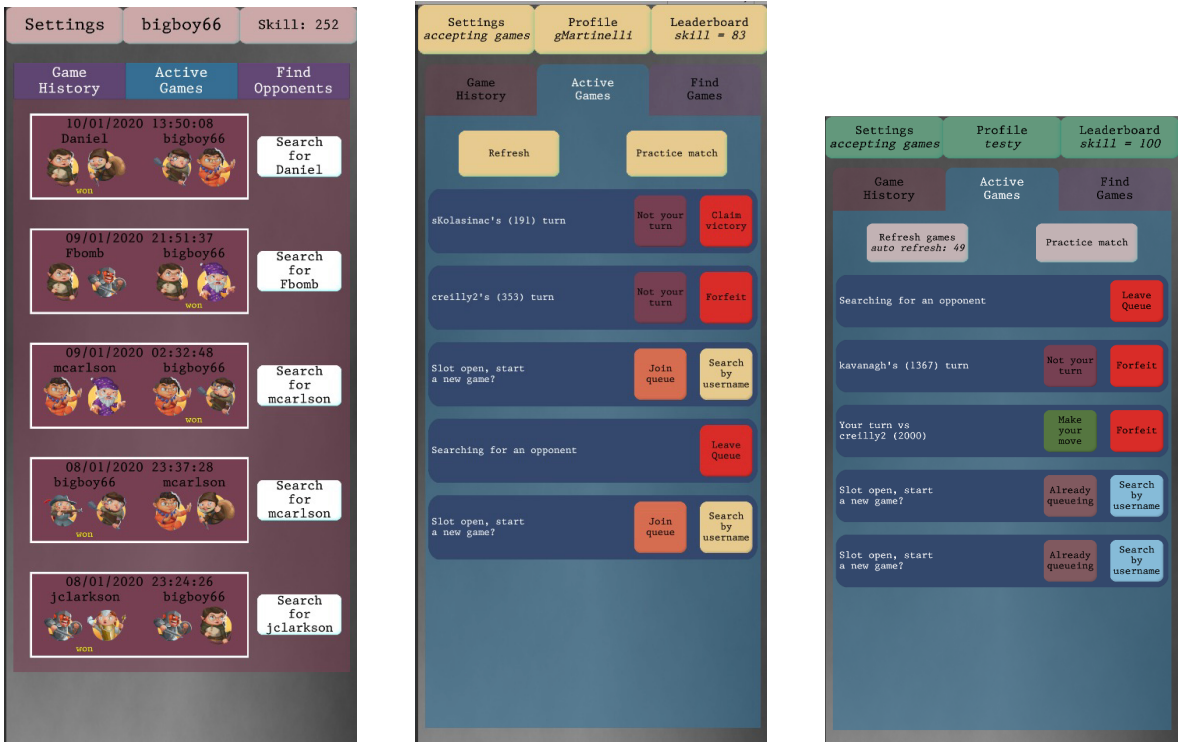 Settings
bigboy66
Skill: 252
Game
History
Active
Games
Find
Opponents
10/01/2020 13:50:08
Daniel
bigboy66
won
Search
for
Daniel
09/01/2020 21:51:37
Fbomb
bigboy66
won
Search
for
Fbomb
09/01/2020 02:32:48
mcarlson
bigboy66
won
Search
for
mcarlson
08/01/2020 23:37:28
bigboy66
mcarlson
won
Search
for
mcarlson
08/01/2020 23:24:26
jclarkson
bigboy66
won
Search
for
jclarkson
Settings
accepting games
Profile
gMartinelli
Leaderboard
skill = 83
Game
History
Active
Games
Find
Games
Refresh
Practice match
sKolasinac's (191) turn
Not your
turn
Claim
victory
creilly2's (353) turn
Not your
turn
Forfeit
Slot open, start
a new game?
Join
queue
Search
by
username
Searching for an opponent
Leave
Queue
Slot open, start
a new game?
Join
queue
Search
by
username
Settings
accepting games
Profile
testy
Leaderboard
skill = 100
Game
History
Active
Games
Find
Games
Refresh games
auto refresh: 49
Practice match
Searching for an opponent
Leave
Queue
kavanagh's (1367) turn
Not your
turn
Forfeit
Your turn vs
creilly2 (2000)
Make
your
move
Forfeit
Slot open, start
a new game?
Already
queueing
Search
by
username
Slot open, start
a new game?
Already
queueing
Search
by
username